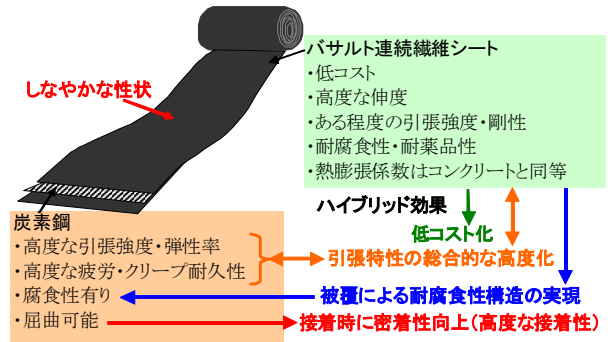 バサルト連続繊維シート
・低コスト
・高度な伸度
・ある程度の引張強度・剛性
・耐腐食性・耐薬品性
・熱膨張係数はコンクリートと同等
しなやかな性状
ハイブリッド効果
低コスト化
炭素鋼
・高度な引張強度・弾性率
・高度な疲労・クリープ耐久性
・腐食性有り
・屈曲可能
引張特性の総合的な高度化
被覆による耐腐食性構造の実現
接着時に密着性向上(高度な接着性)